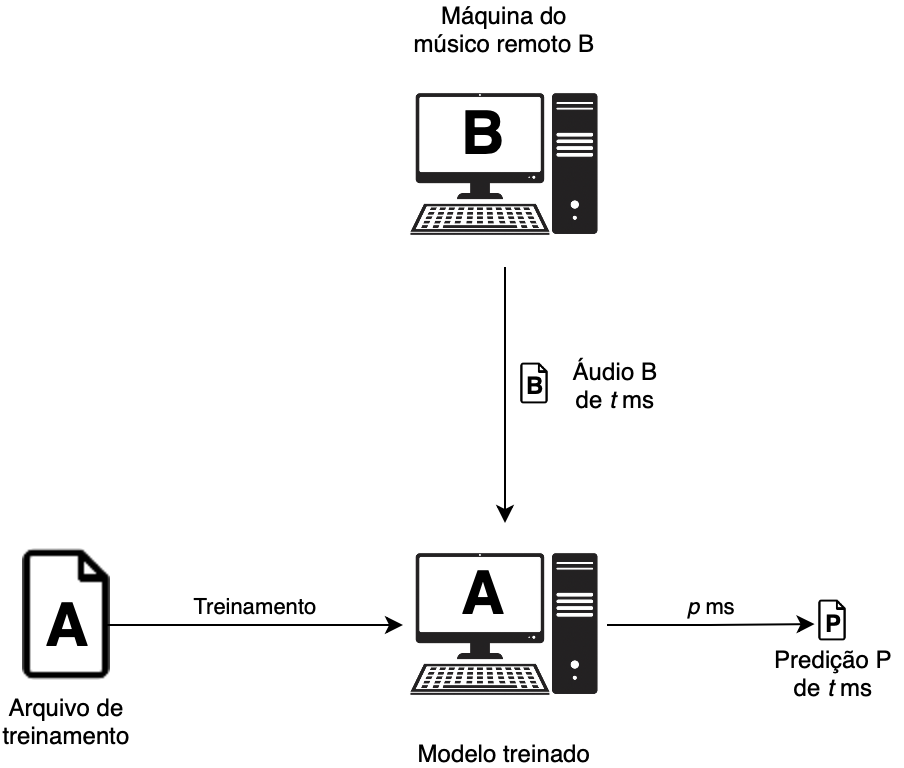 Máquina do
músico remoto B
B
B
Áudio B
de t ms
A
Treinamento
A
p ms
P
Predição P
de t ms
Arquivo de
treinamento
Modelo treinado